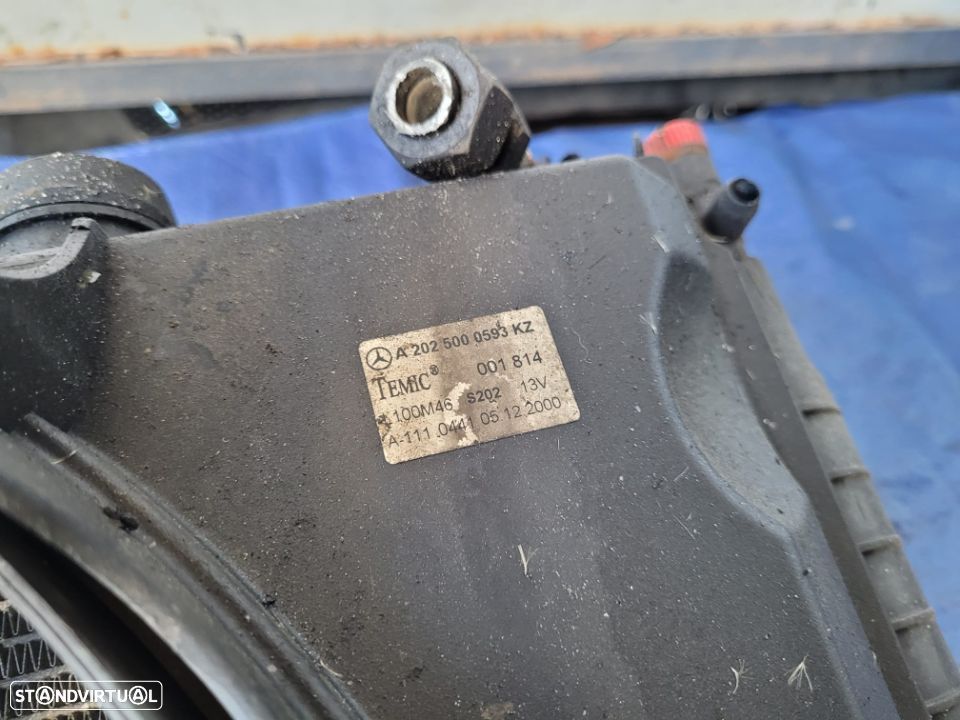 A 202 500 0593 KZ
TEMIC® 001 814
100M46 S202 13V
A-111.0441 05.12.2000
STANDVIRTUAL